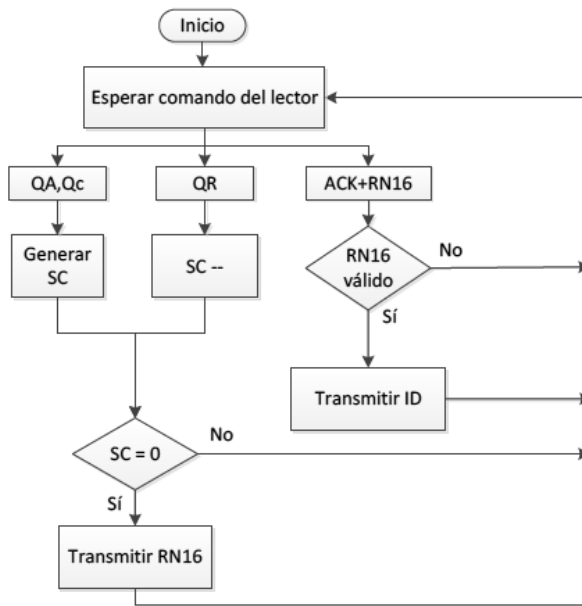 Inicio
Esperar comando del lector
QA,Qc
QR
ACK+RN16
Generar
SC
SC --
RN16
válido
No
Sí
Transmitir ID
SC = 0
No
Sí
Transmitir RN16